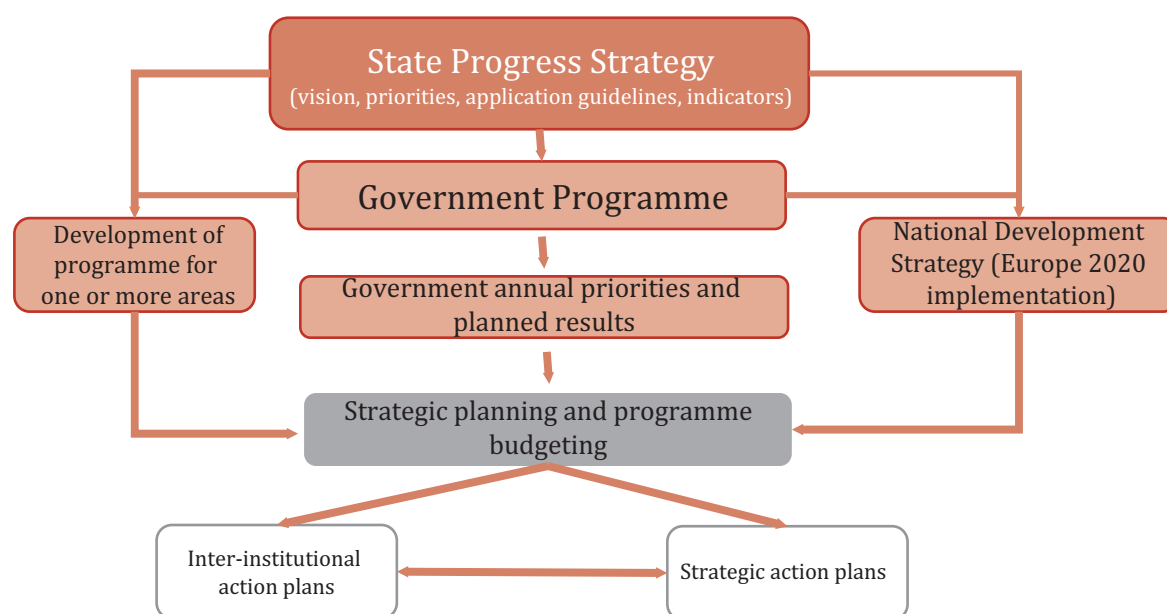 State Progress Strategy
(vision, priorities, application guidelines, indicators)
Government Programme
Development of
programme for
one or more areas
National Development
Strategy (Europe 2020
implementation)
Government annual priorities and
planned results
Strategic planning and programme
budgeting
Inter-institutional
action plans
Strategic action plans